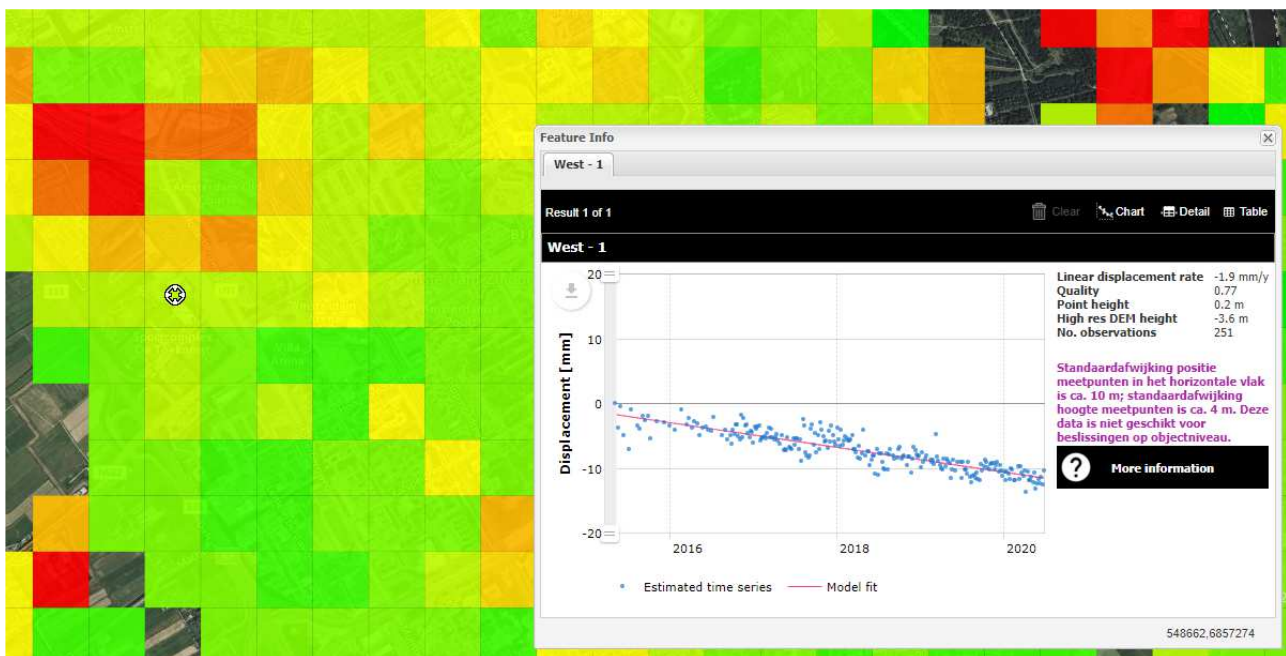 Feature Info
West - 1
Result 1 of 1
Clear
Chart
Detail
Table
West - 1
Linear displacement rate -1.9 mm/y
Quality 0.77
Point height 0.2 m
High res DEM height -3.6 m
No. observations 251
Standaardafwijking positie
meetpunten in het horizontale vlak
is ca. 10 m; standaardafwijking
hoogte meetpunten is ca. 4 m. Deze
data is niet geschikt voor
beslissingen op objectniveau.
More information
Displacement [mm]
20
10
0
-10
-20
2016
2018
2020
Estimated time series
Model fit
548662,6857274